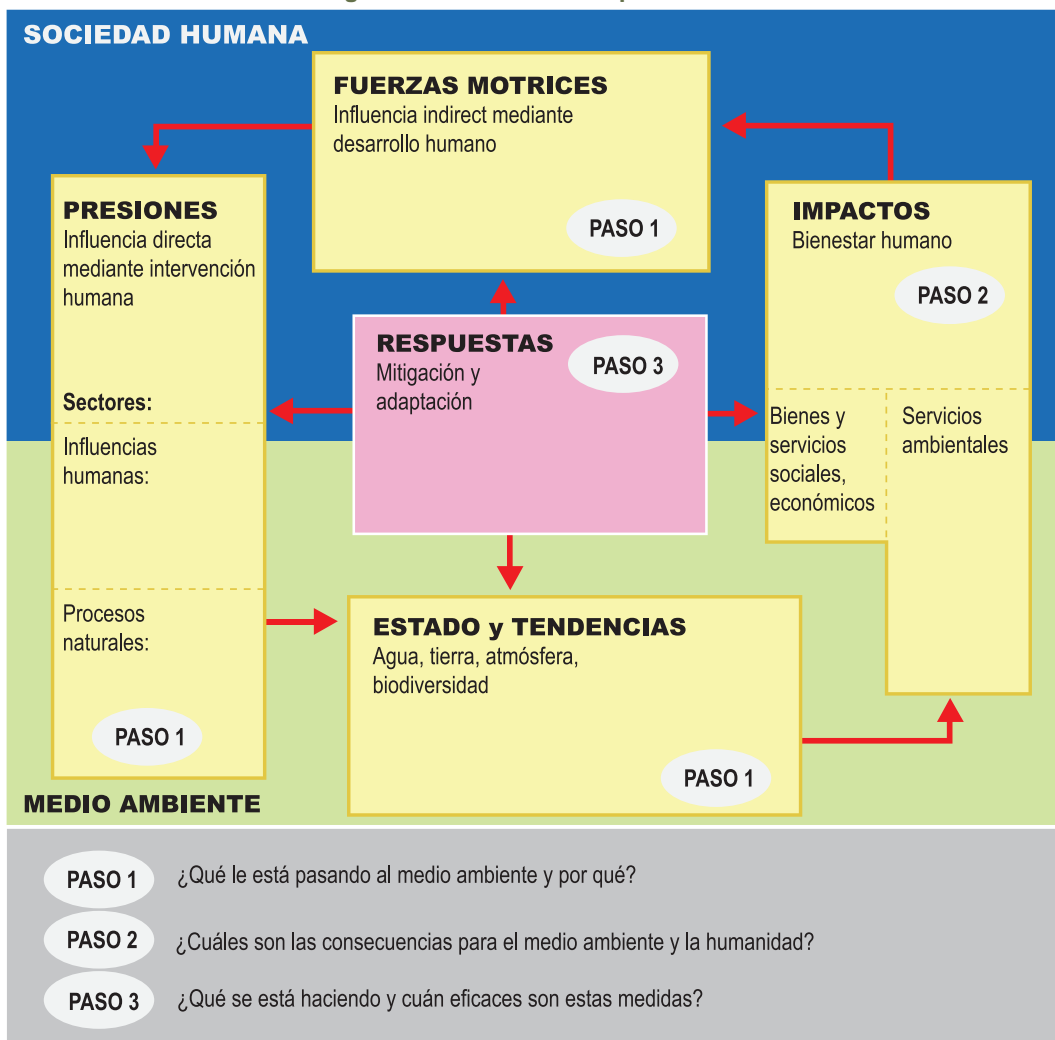 SOCIEDAD HUMANA
FUERZAS MOTRICES
Influencia indirect mediante
desarrollo humano
PASO 1
PRESIONES
Influencia directa
mediante intervención
humana
Sectores:
Influencias
humanas:
Procesos
naturales:
PASO 1
IMPACTOS
Bienestar humano
PASO 2
Bienes y
servicios
sociales,
económicos
Servicios
ambientales
RESPUESTAS
Mitigación y
adaptación
PASO 3
ESTADO y TENDENCIAS
Agua, tierra, atmósfera,
biodiversidad
PASO 1
MEDIO AMBIENTE
PASO 1 ¿Qué le está pasando al medio ambiente y por qué?
PASO 2 ¿Cuáles son las consecuencias para el medio ambiente y la humanidad?
PASO 3 ¿Qué se está haciendo y cuán eficaces son estas medidas?